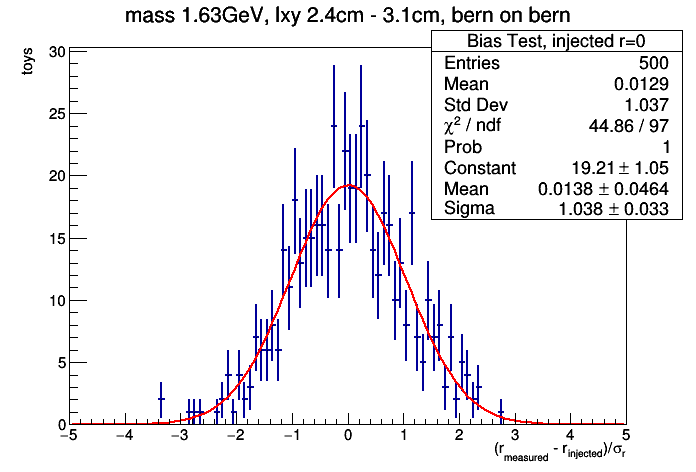 mass 1.63GeV, lxy 2.4cm - 3.1cm, bern on bern
Bias Test, injected r=0
Entries 500
Mean 0.0129
Std Dev 1.037
χ² / ndf 44.86 / 97
Prob 1
Constant 19.21 ± 1.05
Mean 0.0138 ± 0.0464
Sigma 1.038 ± 0.033
toys
30
25
20
15
10
5
0
−5 −4 −3 −2 −1 0 1 2 3 4 5
(r_measured - r_injected)/σ_r